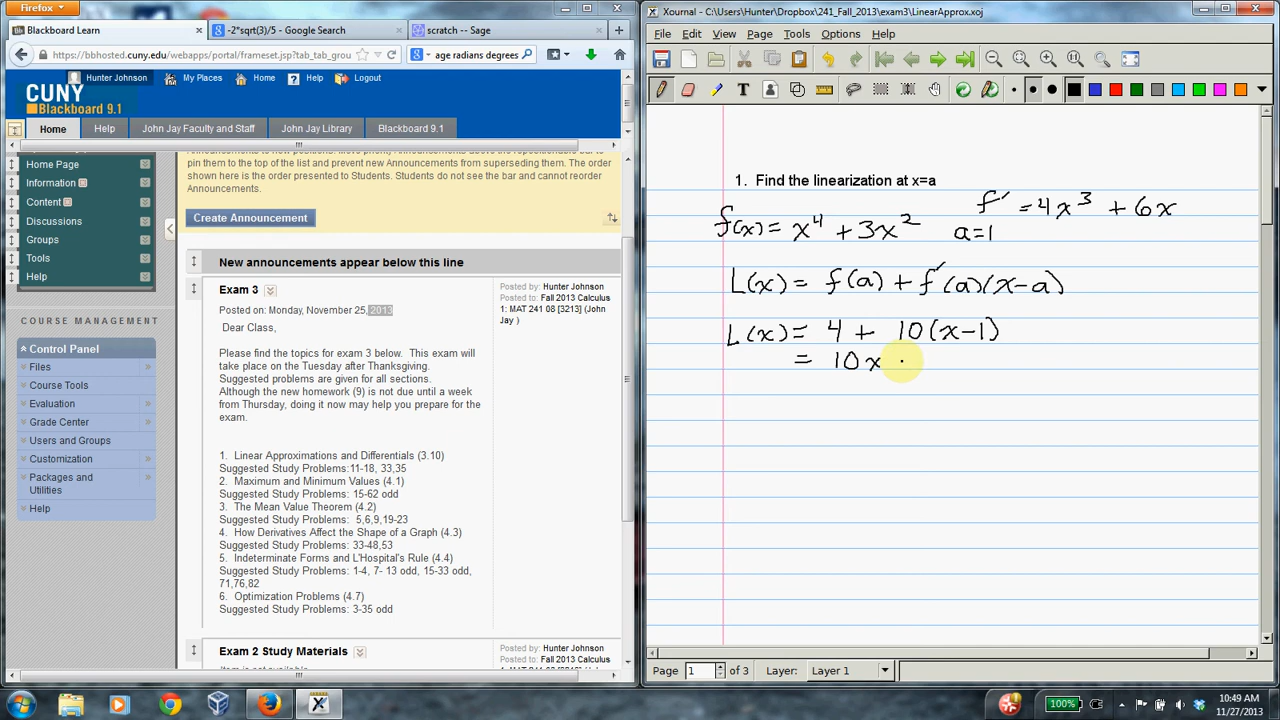 Firefox
Blackboard Learn
-2*sqrt(3)/5 - Google Search
scratch -- Sage
https://bbhosted.cuny.edu/webapps/portal/frameset.jsp?tab_tab_grou
age radians degrees
Hunter Johnson
My Places
Home
Help
Logout
CUNY
Blackboard 9.1
Home
Help
John Jay Faculty and Staff
John Jay Library
Blackboard 9.1
Home Page
Information
Content
Discussions
Groups
Tools
Help
COURSE MANAGEMENT
Control Panel
Files
Course Tools
Evaluation
Grade Center
Users and Groups
Customization
Packages and
Utilities
Help
pin them to the top of the list and prevent new Announcements from superseding them. The order
shown here is the order presented to Students. Students do not see the bar and cannot reorder
Announcements.
Create Announcement
New announcements appear below this line
Exam 3
Posted on: Monday, November 25, 2013
Posted by: Hunter Johnson
Posted to: Fall 2013 Calculus
1: MAT 241 08 [3213] (John
Jay )
Dear Class,
Please find the topics for exam 3 below. This exam will
take place on the Tuesday after Thanksgiving.
Suggested problems are given for all sections.
Although the new homework (9) is not due until a week
from Thursday, doing it now may help you prepare for the
exam.
1. Linear Approximations and Differentials (3.10)
Suggested Study Problems:11-18, 33,35
2. Maximum and Minimum Values (4.1)
Suggested Study Problems: 15-62 odd
3. The Mean Value Theorem (4.2)
Suggested Study Problems: 5,6,9,19-23
4. How Derivatives Affect the Shape of a Graph (4.3)
Suggested Study Problems: 33-48,53
5. Indeterminate Forms and L'Hospital's Rule (4.4)
Suggested Study Problems: 1-4, 7- 13 odd, 15-33 odd,
71,76,82
6. Optimization Problems (4.7)
Suggested Study Problems: 3-35 odd
Exam 2 Study Materials
Posted by: Hunter Johnson
Posted to: Fall 2013 Calculus
1: MAT 241 08 [3213] (John
Xournal - C:\Users\Hunter\Dropbox\241_Fall_2013\exam3\LinearApprox.xoj
File Edit View Page Tools Options Help
1. Find the linearization at x=a
f' = 4x³ + 6x
f(x) = x⁴ + 3x² a=1
L(x) = f(a) + f'(a)(x-a)
L(x) = 4 + 10(x-1)
= 10x
Page 1 of 3 Layer: Layer 1
100%
10:49 AM
11/27/2013